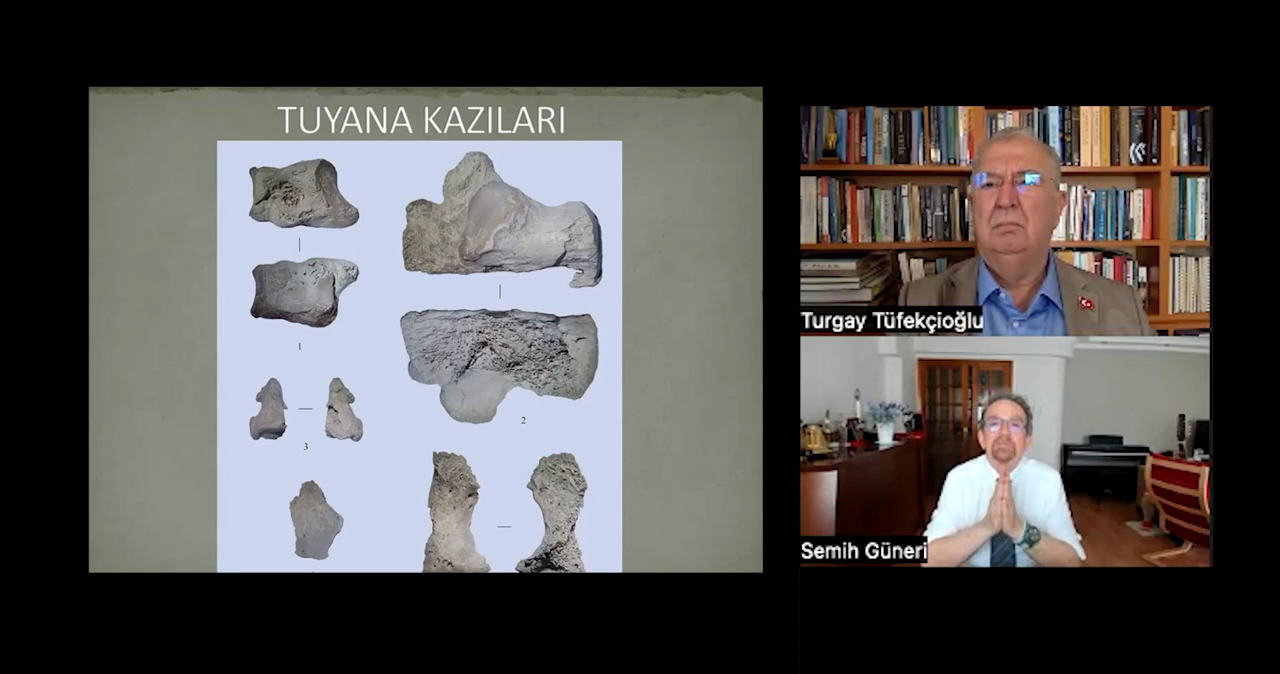 TUYANA KAZILARI
1
2
3
Turgay Tüfekçioğlu
Semih Güneri